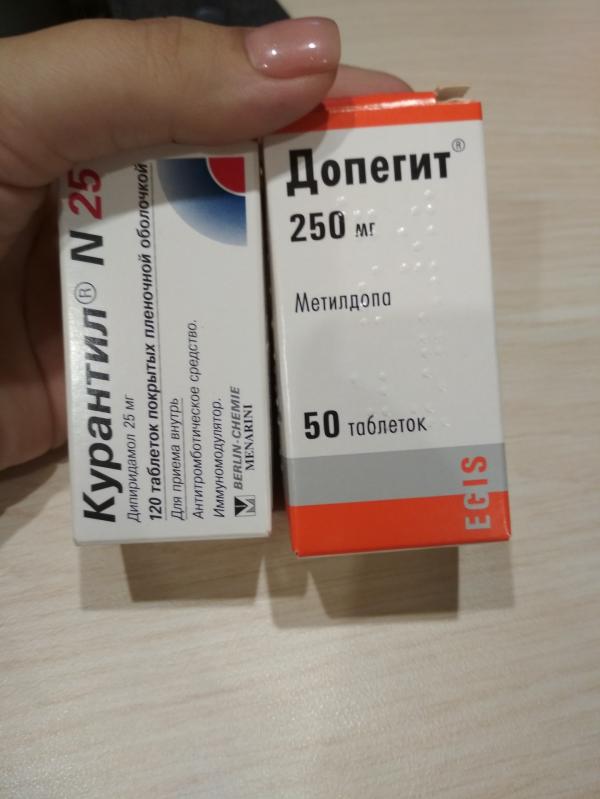 Курантил® N 25
Дипиридамол 25 мг
120 таблеток покрытых пленочной оболочкой
Для приема внутрь
Антитромботическое средство.
Иммуномодулятор.
BERLIN-CHEMIE
MENARINI
Допегит®
250 мг
Метилдопа
50 таблеток
EGIS